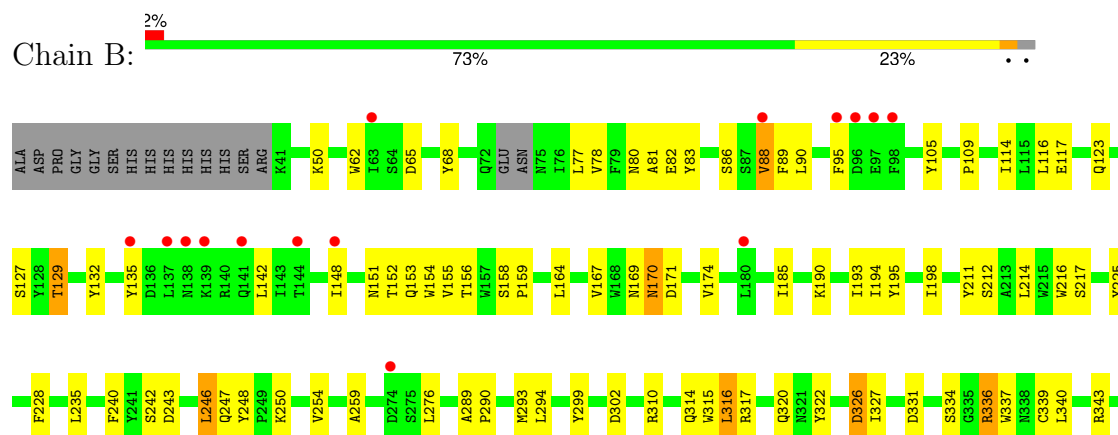 2%
Chain B:
73% 23% • •
ALA ASP PRO GLY GLY SER HIS HIS HIS HIS HIS HIS SER ARG K41 K50 W62 I63 S64 D65 Y68 Q72 GLU ASN N75 I76 L77 V78 F79 N80 A81 E82 Y83 S86 S87 V88 F89 L90 F95 D96 E97 F98 Y105 P109 I114 L115 L116 E117 Q123
S127 Y128 T129 Y132 Y135 D136 L137 N138 K139 R140 Q141 L142 I143 T144 I148 N151 T152 Q153 W154 V155 T156 W157 S158 P159 L164 V167 W168 N169 N170 D171 V174 L180 I185 K190 I193 I194 Y195 I198 Y211 S212 A213 L214 W215 W216 S217 Y225
F228 L235 F240 Y241 S242 D243 L246 Q247 Y248 P249 K250 V254 A259 D274 S275 L276 A289 P290 M293 L294 Y299 D302 R310 Q314 W315 L316 R317 Q320 N321 Y322 D326 I327 D331 S334 G335 R336 W337 N338 C339 L340 R343